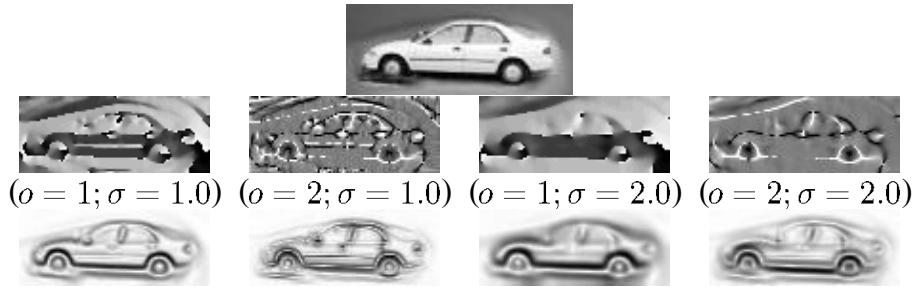 (o = 1; σ = 1.0) (o = 2; σ = 1.0) (o = 1; σ = 2.0) (o = 2; σ = 2.0)